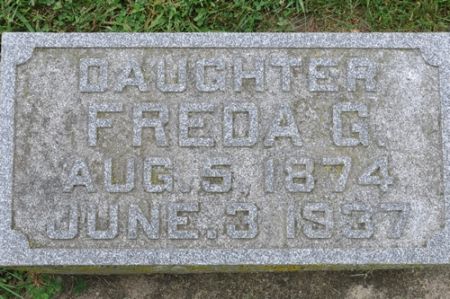 DAUGHTER
FREDA G.
AUG. 5, 1874
JUNE. 3 1937